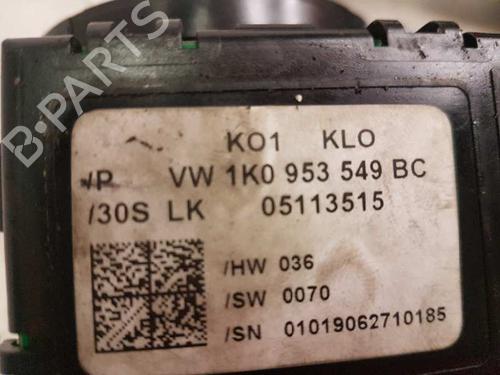 B-PARTS
KO1 KLO
/P VW 1K0 953 549 BC
/30S LK 05113515
/HW 036
/SW 0070
/SN 01019062710185